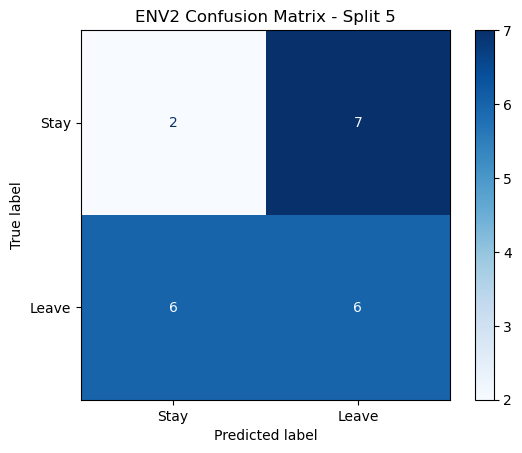 ENV2 Confusion Matrix - Split 5
True label
Stay
2
7
Leave
6
6
Stay
Leave
Predicted label
7
6
5
4
3
2